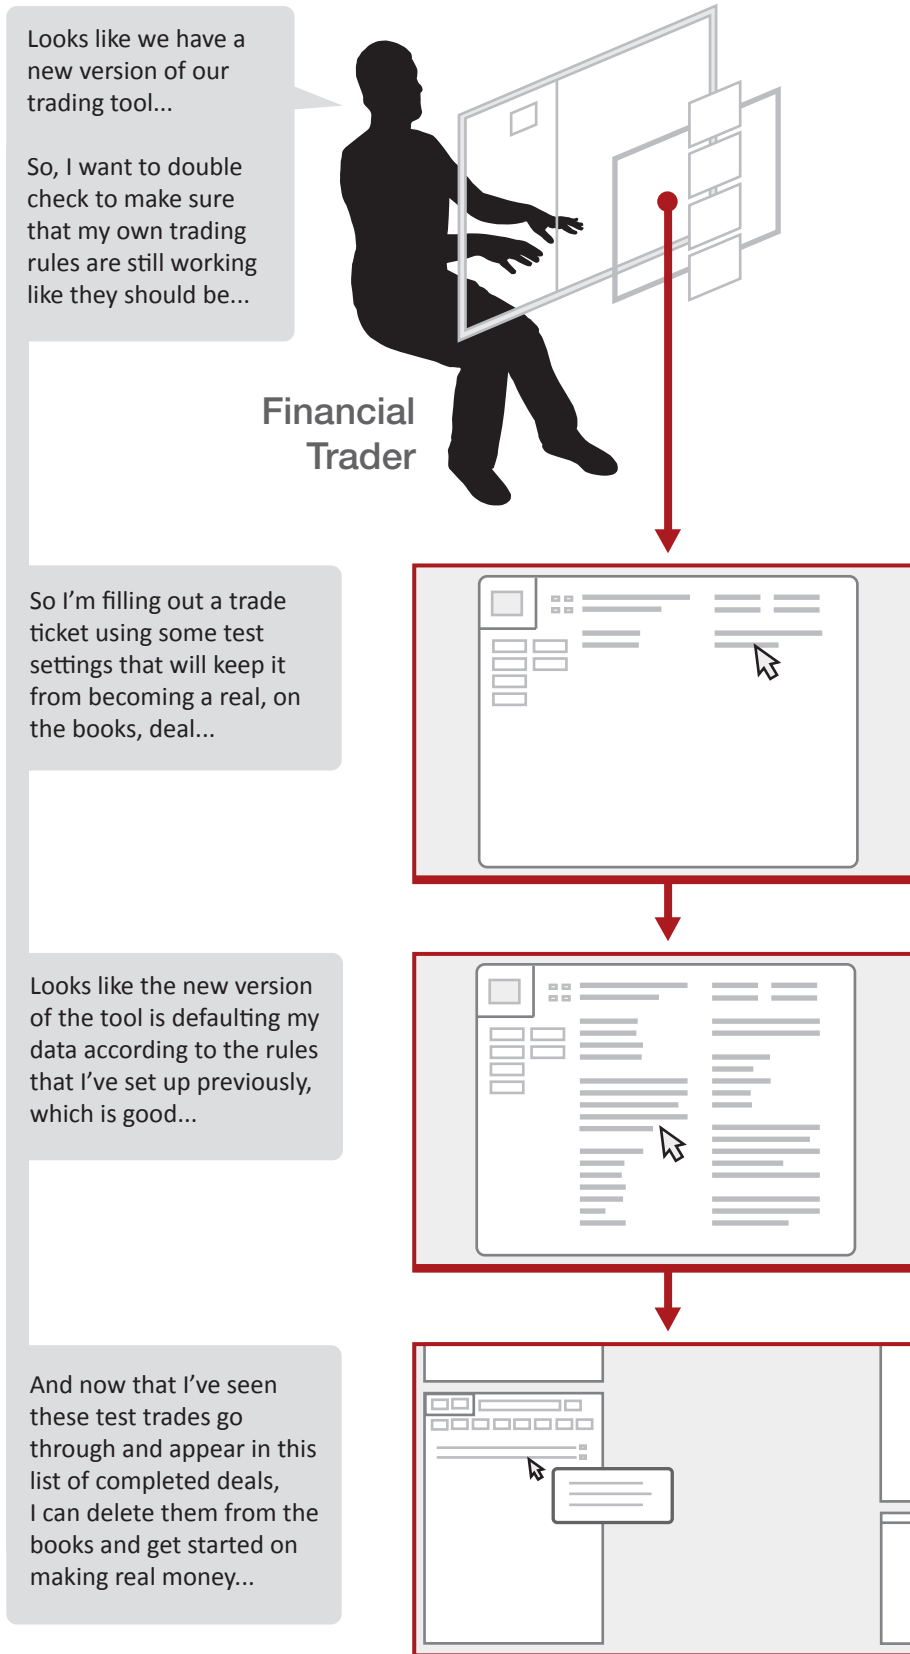 Looks like we have a
new version of our
trading tool...
So, I want to double
check to make sure
that my own trading
rules are still working
like they should be...
Financial
Trader
So I’m filling out a trade
ticket using some test
settings that will keep it
from becoming a real, on
the books, deal...
Looks like the new version
of the tool is defaulting my
data according to the rules
that I’ve set up previously,
which is good...
And now that I’ve seen
these test trades go
through and appear in this
list of completed deals,
I can delete them from the
books and get started on
making real money...